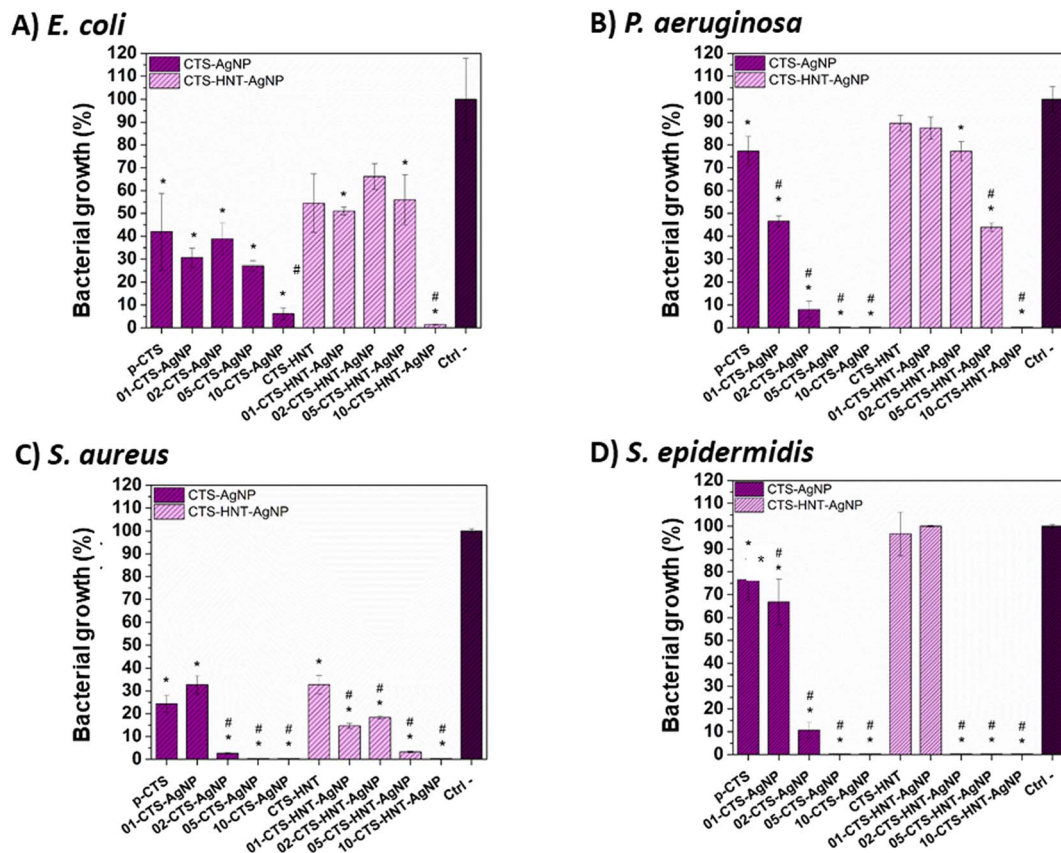 A) E. coli
120
110
100
90
80
70
60
50
40
30
20
10
0
Bacterial growth (%)
CTS-AgNP
CTS-HNT-AgNP
* * * * # * * * # *
p-CTS
01-CTS-AgNP
02-CTS-AgNP
05-CTS-AgNP
10-CTS-AgNP
CTS-HNT
01-CTS-HNT-AgNP
02-CTS-HNT-AgNP
05-CTS-HNT-AgNP
10-CTS-HNT-AgNP
Ctrl -
B) P. aeruginosa
120
110
100
90
80
70
60
50
40
30
20
10
0
Bacterial growth (%)
CTS-AgNP
CTS-HNT-AgNP
* # * # * # * # * * # * # *
p-CTS
01-CTS-AgNP
02-CTS-AgNP
05-CTS-AgNP
10-CTS-AgNP
CTS-HNT
01-CTS-HNT-AgNP
02-CTS-HNT-AgNP
05-CTS-HNT-AgNP
10-CTS-HNT-AgNP
Ctrl -
C) S. aureus
120
110
100
90
80
70
60
50
40
30
20
10
0
Bacterial growth (%)
CTS-AgNP
CTS-HNT-AgNP
* * # * # * # * * # * # * # * # *
p-CTS
01-CTS-AgNP
02-CTS-AgNP
05-CTS-AgNP
10-CTS-AgNP
CTS-HNT
01-CTS-HNT-AgNP
02-CTS-HNT-AgNP
05-CTS-HNT-AgNP
10-CTS-HNT-AgNP
Ctrl -
D) S. epidermidis
120
110
100
90
80
70
60
50
40
30
20
10
0
Bacterial growth (%)
CTS-AgNP
CTS-HNT-AgNP
* * # * # * # * # * # * # * # *
p-CTS
01-CTS-AgNP
02-CTS-AgNP
05-CTS-AgNP
10-CTS-AgNP
CTS-HNT
01-CTS-HNT-AgNP
02-CTS-HNT-AgNP
05-CTS-HNT-AgNP
10-CTS-HNT-AgNP
Ctrl -